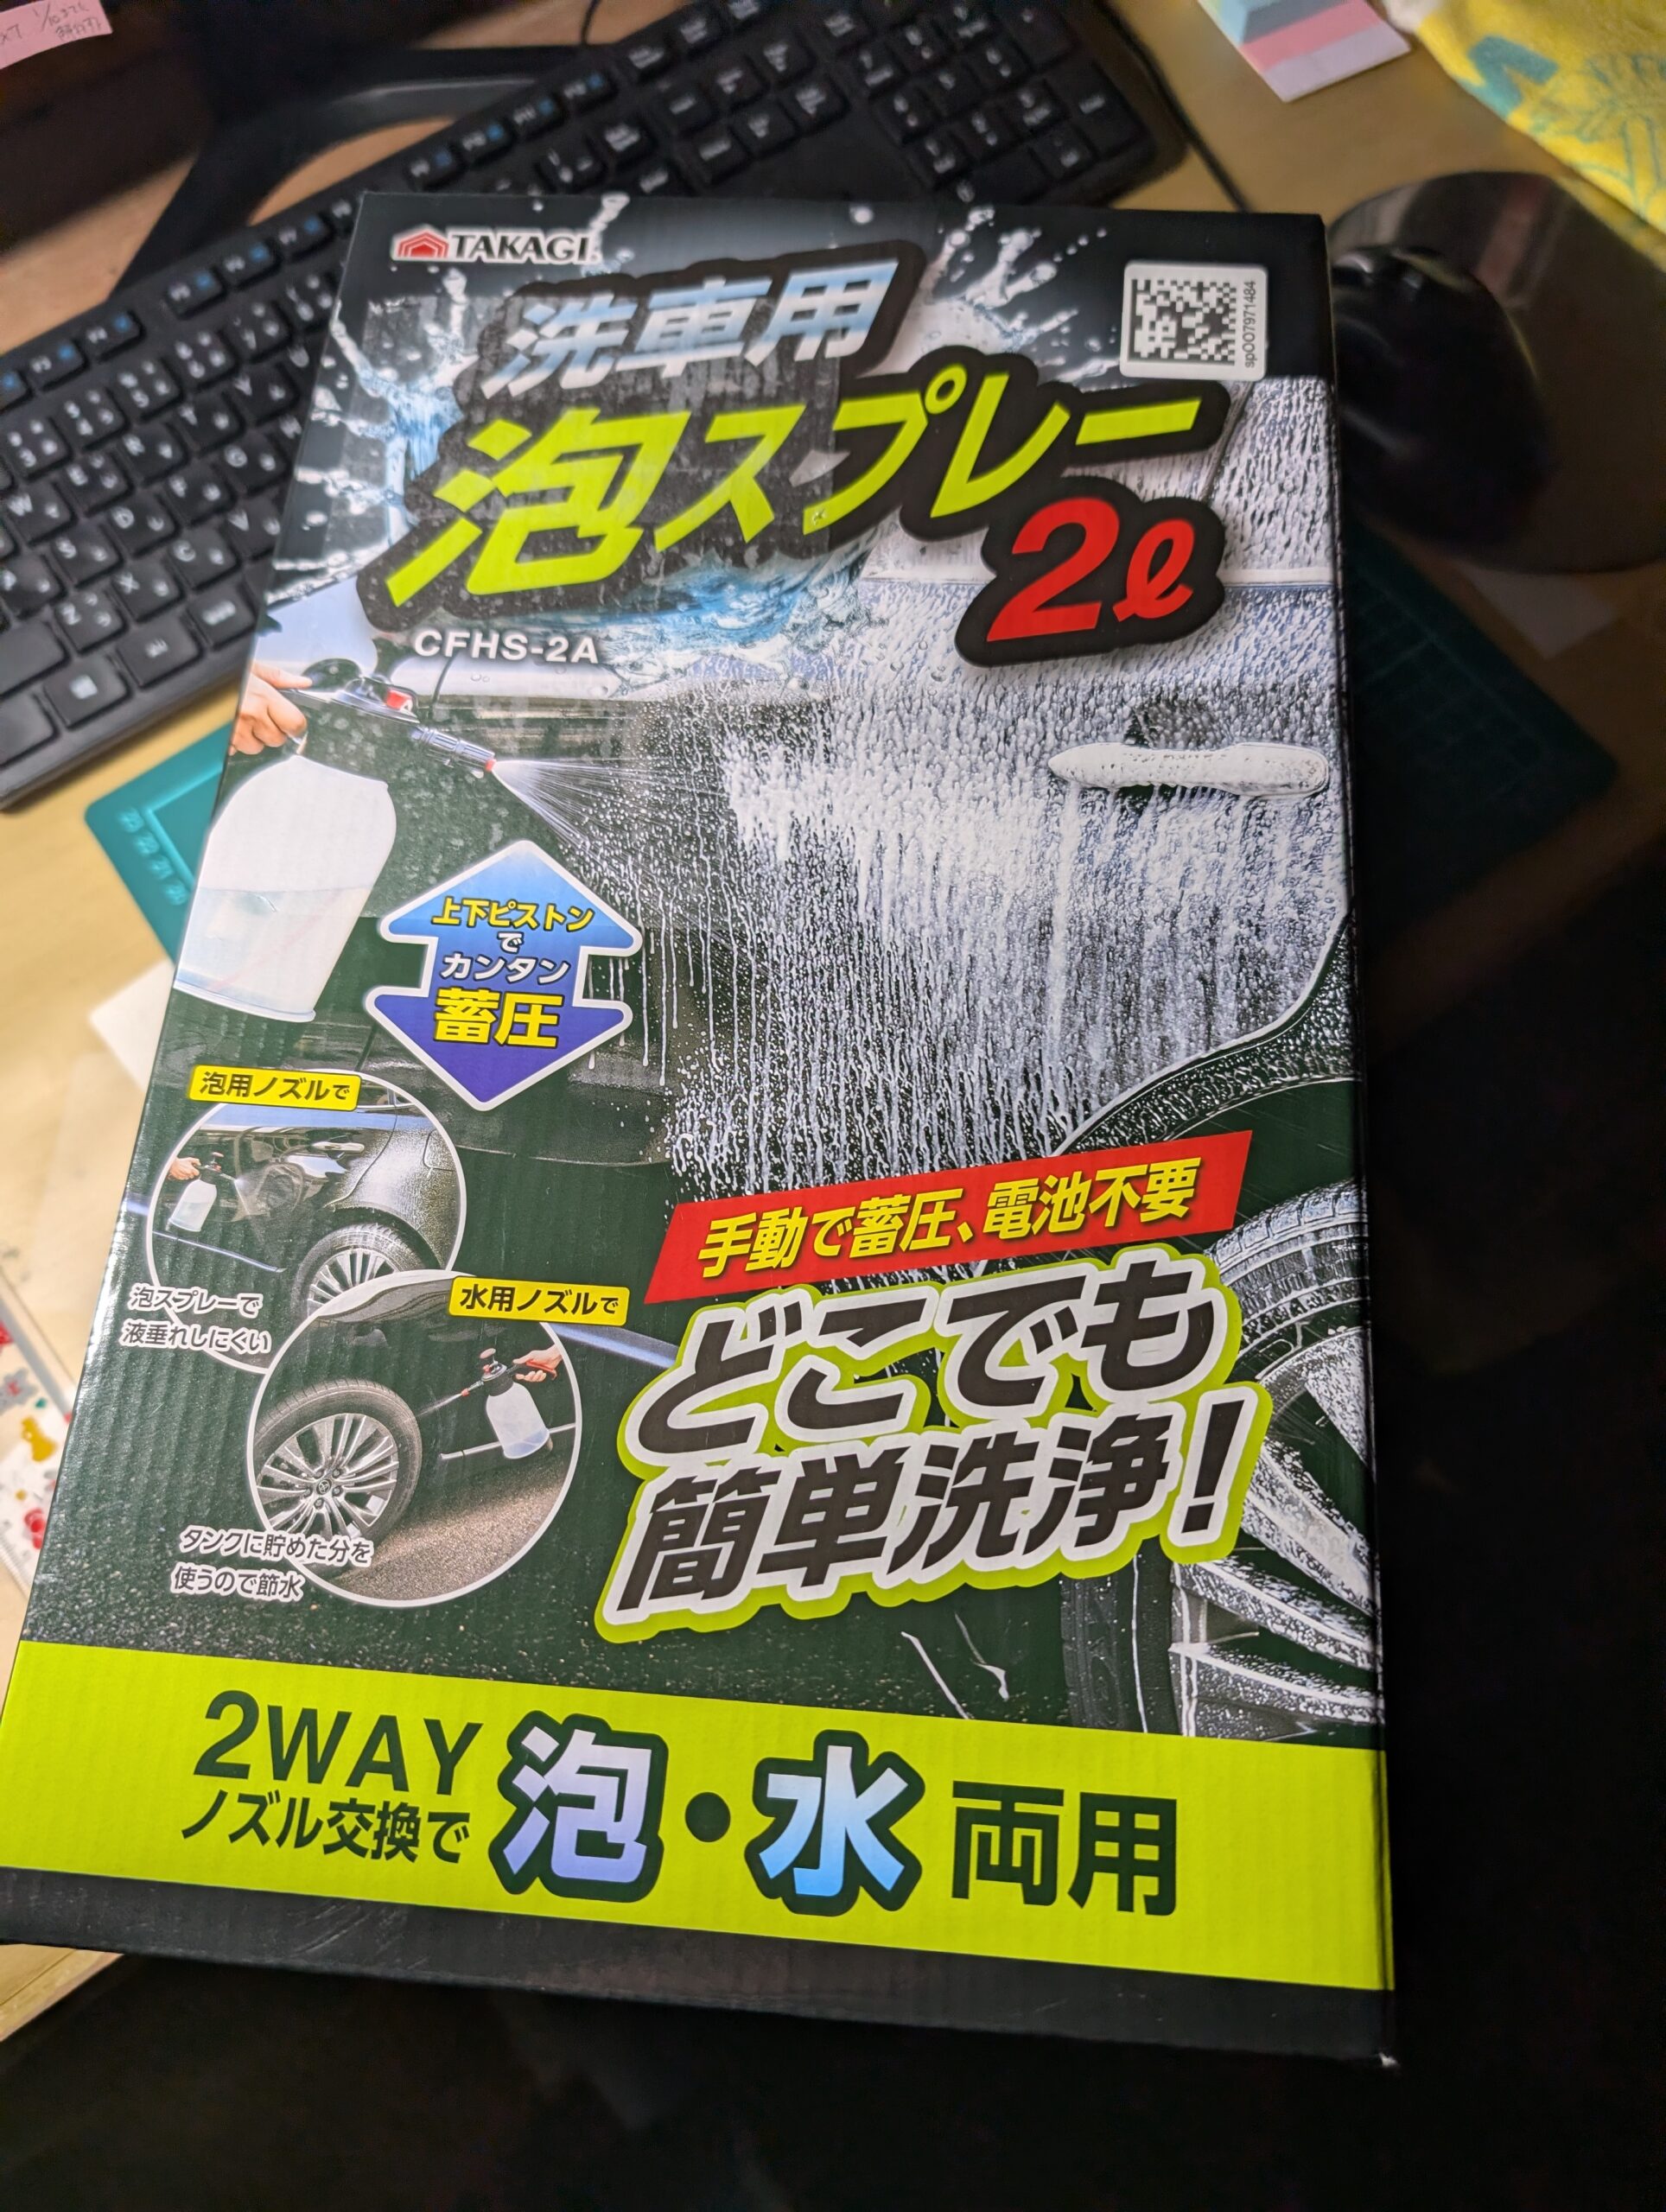 TAKAGI
sp007971484
洗車用
泡スプレー
2ℓ
CFHS-2A
上下ピストン
で
カンタン
蓄圧
泡用ノズルで
泡スプレーで
液垂れしにくい
水用ノズルで
タンクに貯めた分を
使うので節水
手動で蓄圧、電池不要
どこでも
簡単洗浄!
2WAY
ノズル交換で
泡・水 両用